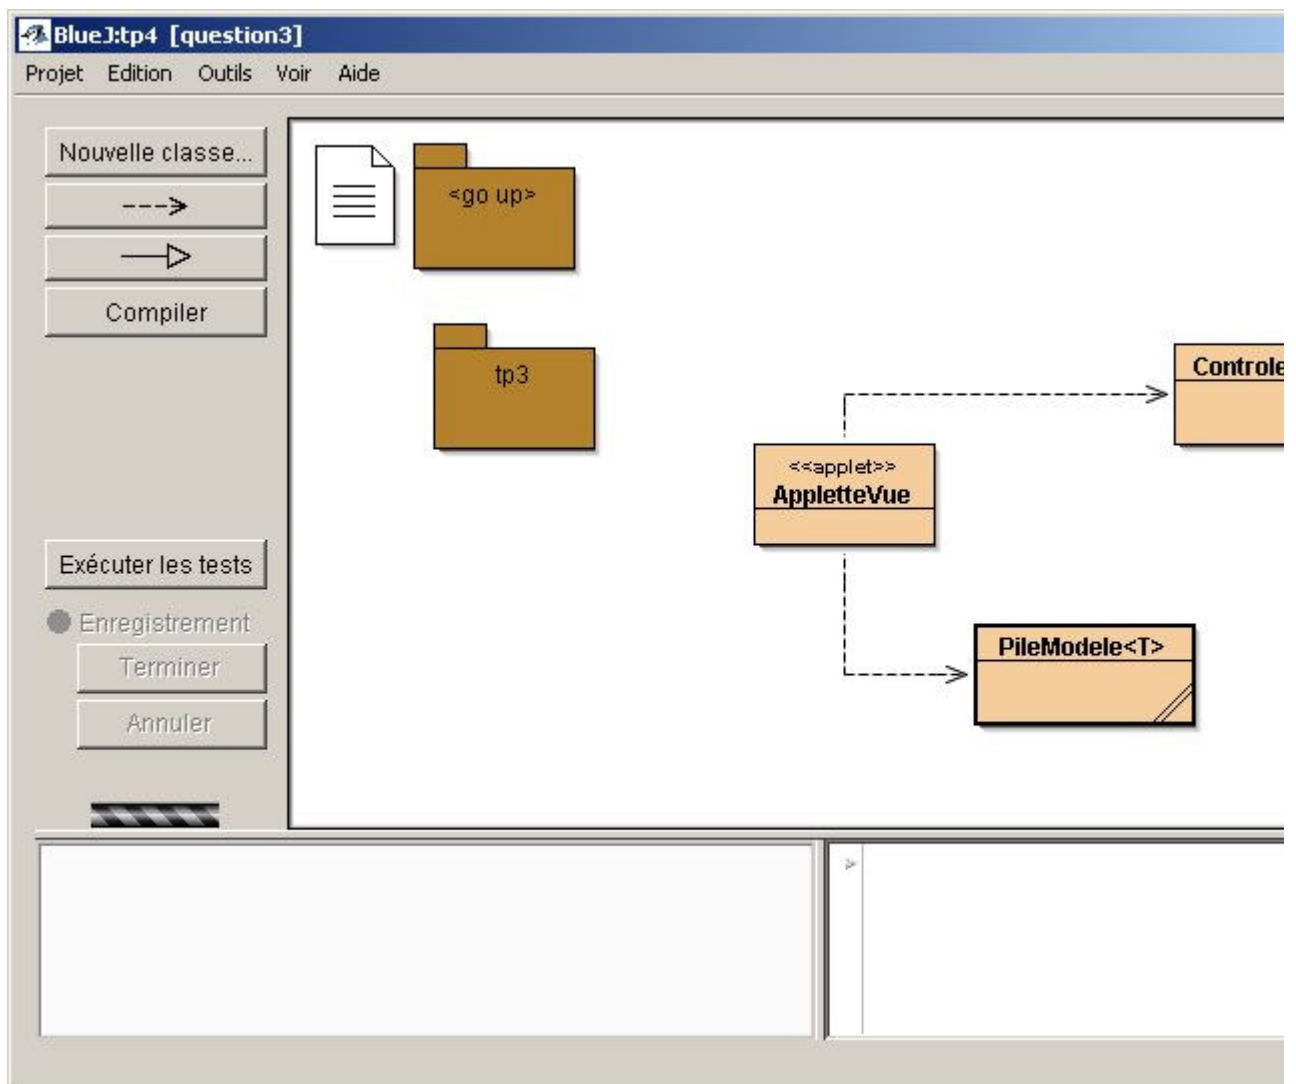 BlueJ:tp4 [question3]
Projet Edition Outils Voir Aide
Nouvelle classe...
Compiler
Exécuter les tests
Enregistrement
Terminer
Annuler
<go up>
tp3
Controle
<<applet>>
AppletteVue
PileModele<T>